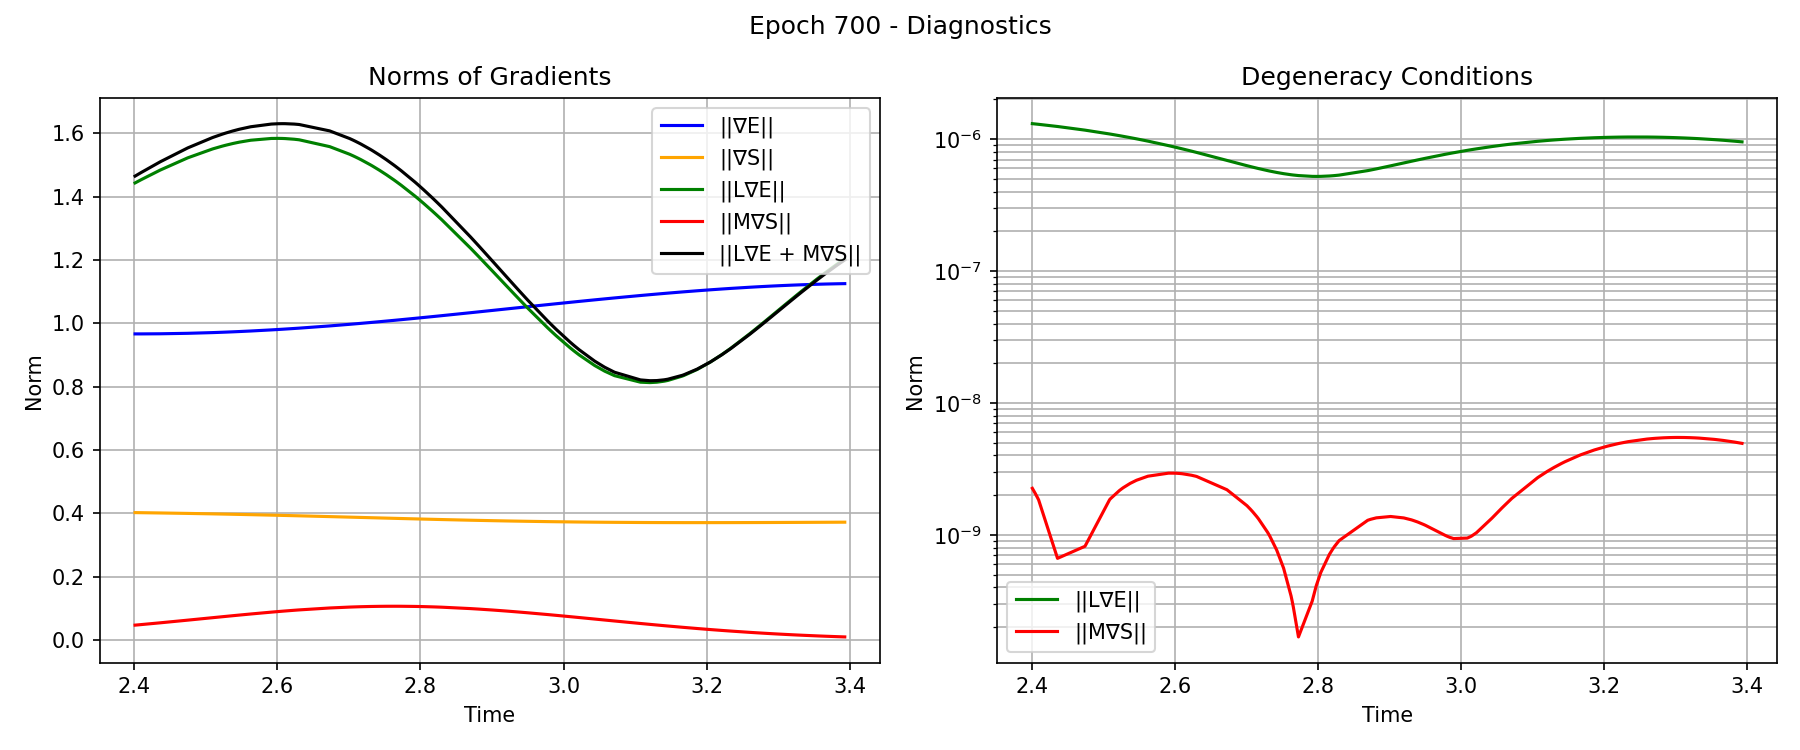 Epoch 700 - Diagnostics
Norms of Gradients
Norm
1.6
1.4
1.2
1.0
0.8
0.6
0.4
0.2
0.0
||∇E||
||∇S||
||L∇E||
||M∇S||
||L∇E + M∇S||
2.4 2.6 2.8 3.0 3.2 3.4
Time
Degeneracy Conditions
Norm
10⁻⁶
10⁻⁷
10⁻⁸
10⁻⁹
||L∇E||
||M∇S||
2.4 2.6 2.8 3.0 3.2 3.4
Time